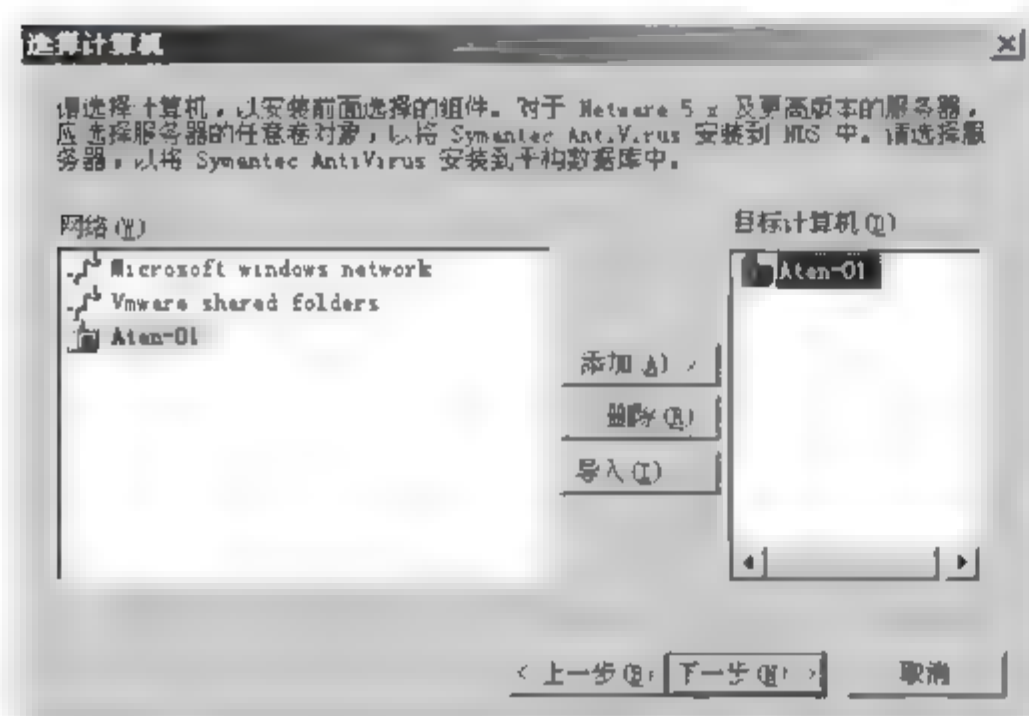 选择计算机
请选择计算机，以安装前面选择的组件。对于 Netware 5 x 及更高版本的服务器，
应选择服务器的任意卷对象，以将 Symantec AntiVirus 安装到 NDS 中。请选择服
务器，以将 Symantec AntiVirus 安装到平构数据库中。
网络(W)
目标计算机
Microsoft windows network
Vmware shared folders
Aten-01
Aten-01
添加(A) >
删除(R)
导入(I)
< 上一步(B)
下一步(N) >
取消